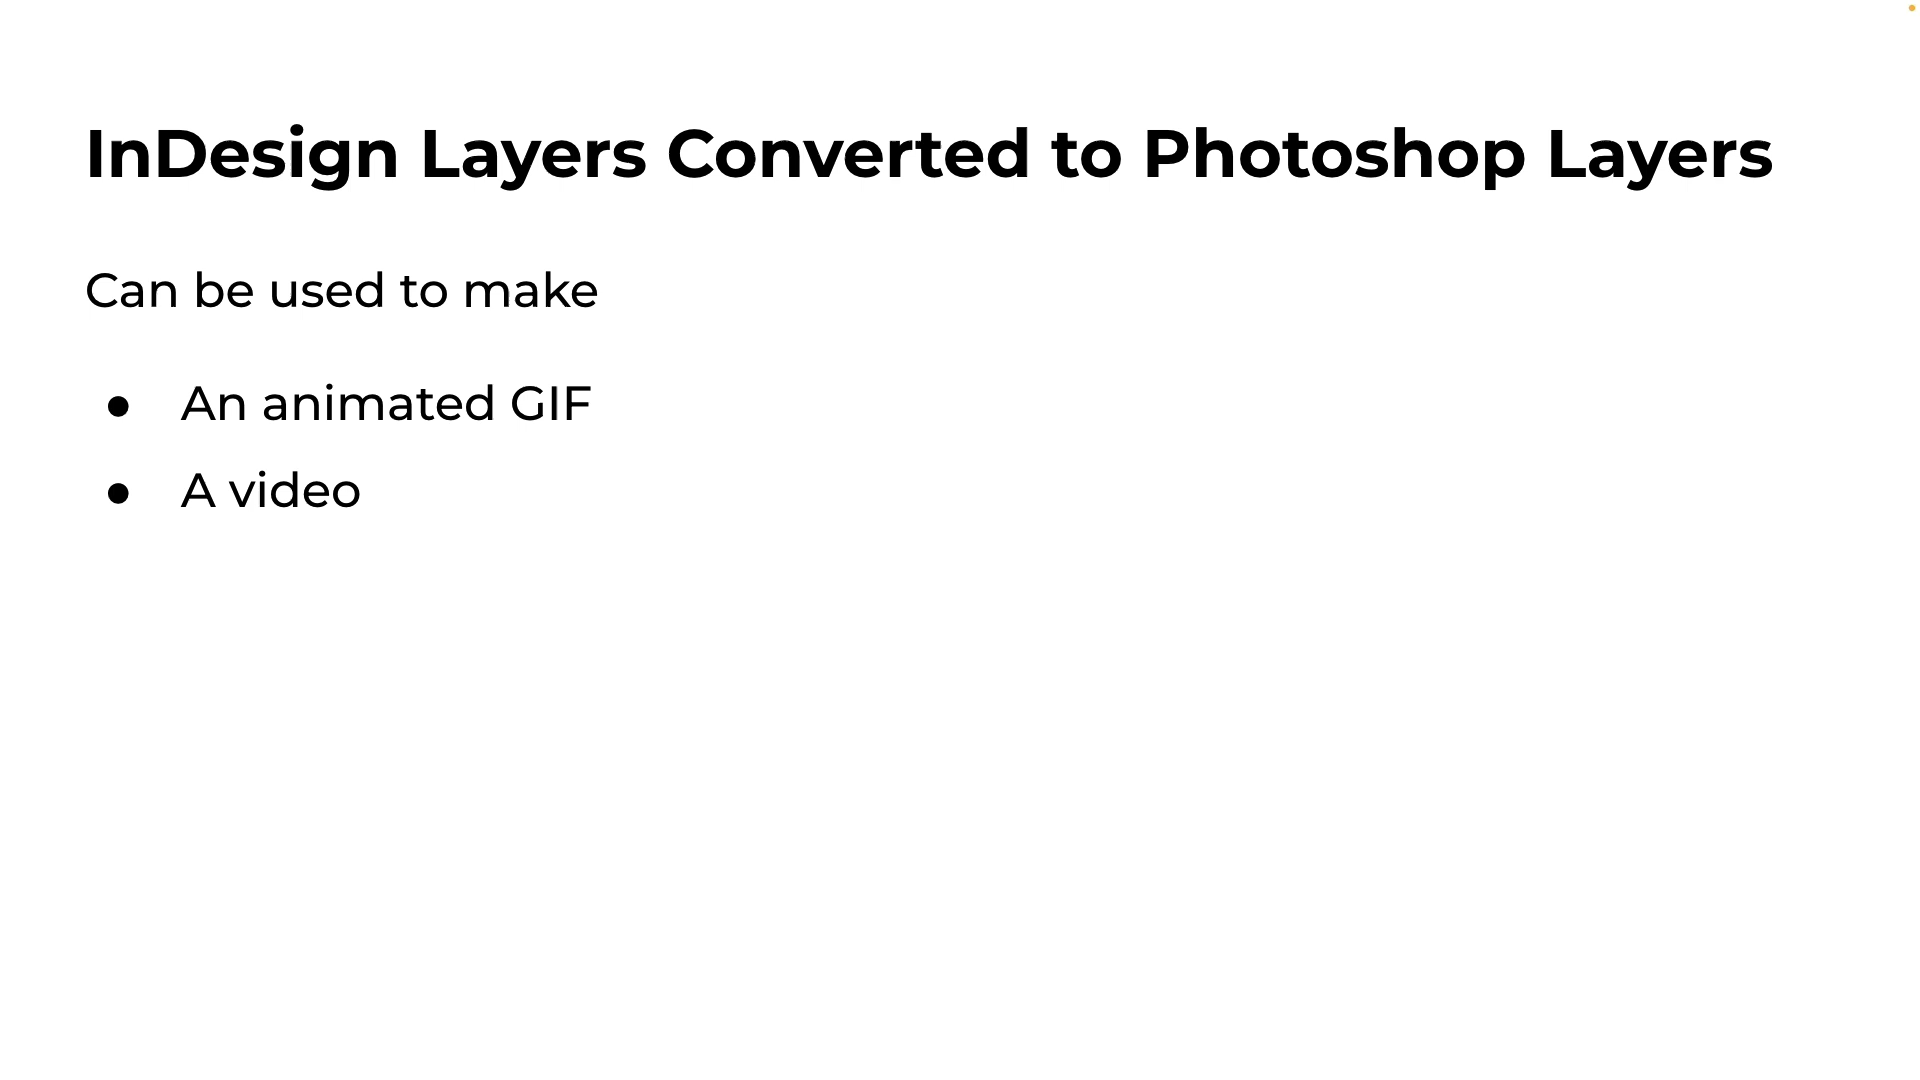 InDesign Layers Converted to Photoshop Layers
Can be used to make
● An animated GIF
● A video